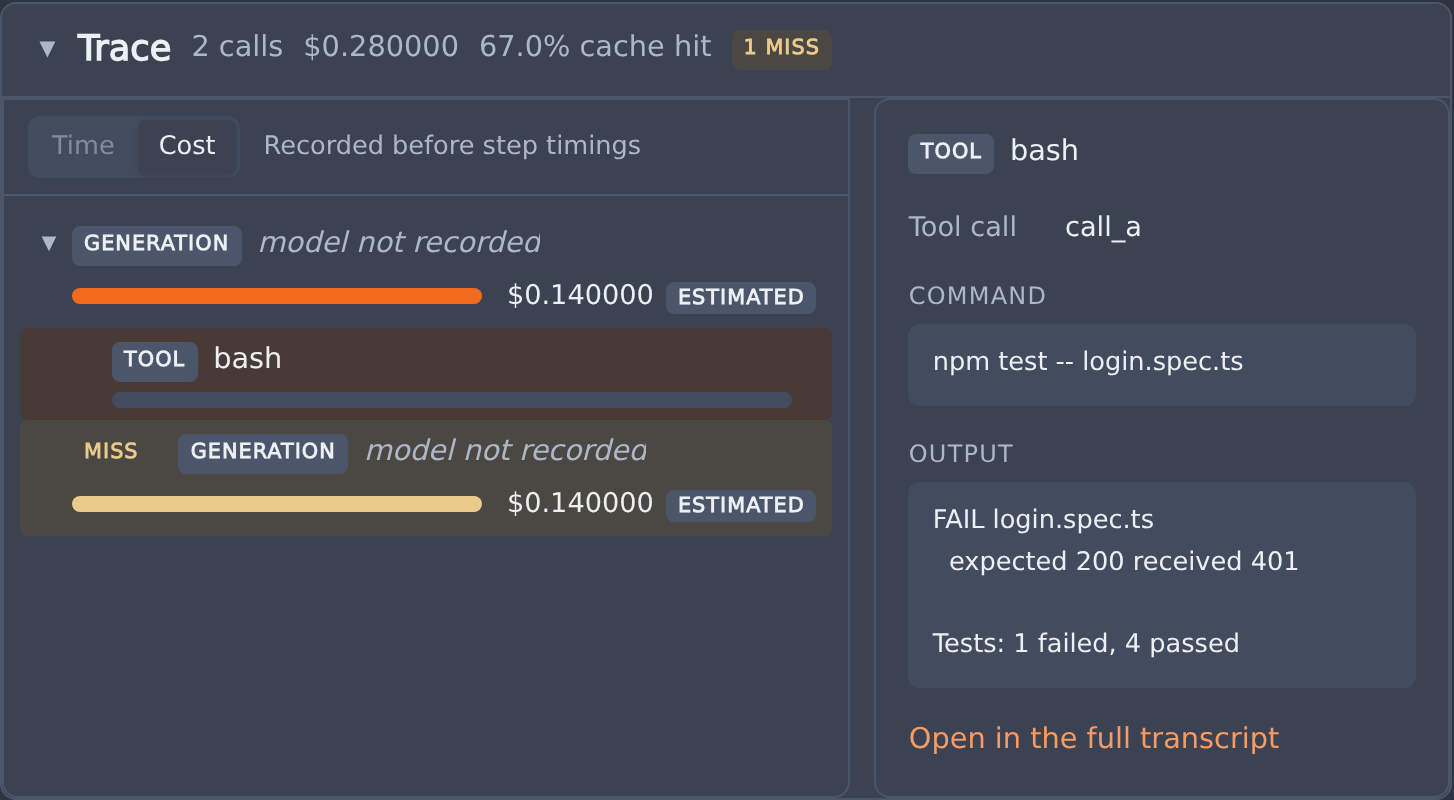 ▼ Trace 2 calls $0.280000 67.0% cache hit 1 MISS
Time Cost Recorded before step timings
▼ GENERATION model not recorded
$0.140000 ESTIMATED
TOOL bash
MISS GENERATION model not recorded
$0.140000 ESTIMATED
TOOL bash
Tool call call_a
COMMAND
npm test -- login.spec.ts
OUTPUT
FAIL login.spec.ts
expected 200 received 401
Tests: 1 failed, 4 passed
Open in the full transcript